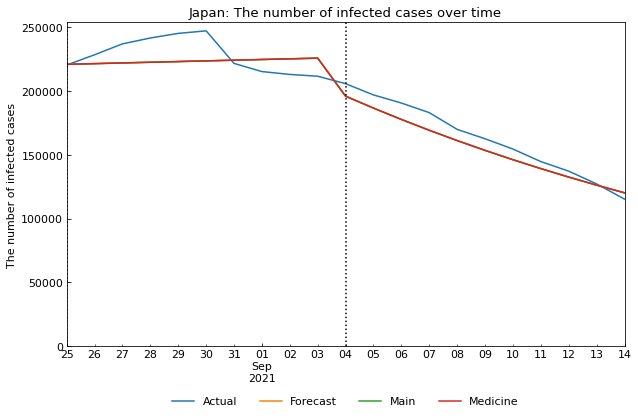 Japan: The number of infected cases over time
The number of infected cases
250000
200000
150000
100000
50000
0
25 26 27 28 29 30 31 01 02 03 04 05 06 07 08 09 10 11 12 13 14
Sep
2021
Actual Forecast Main Medicine